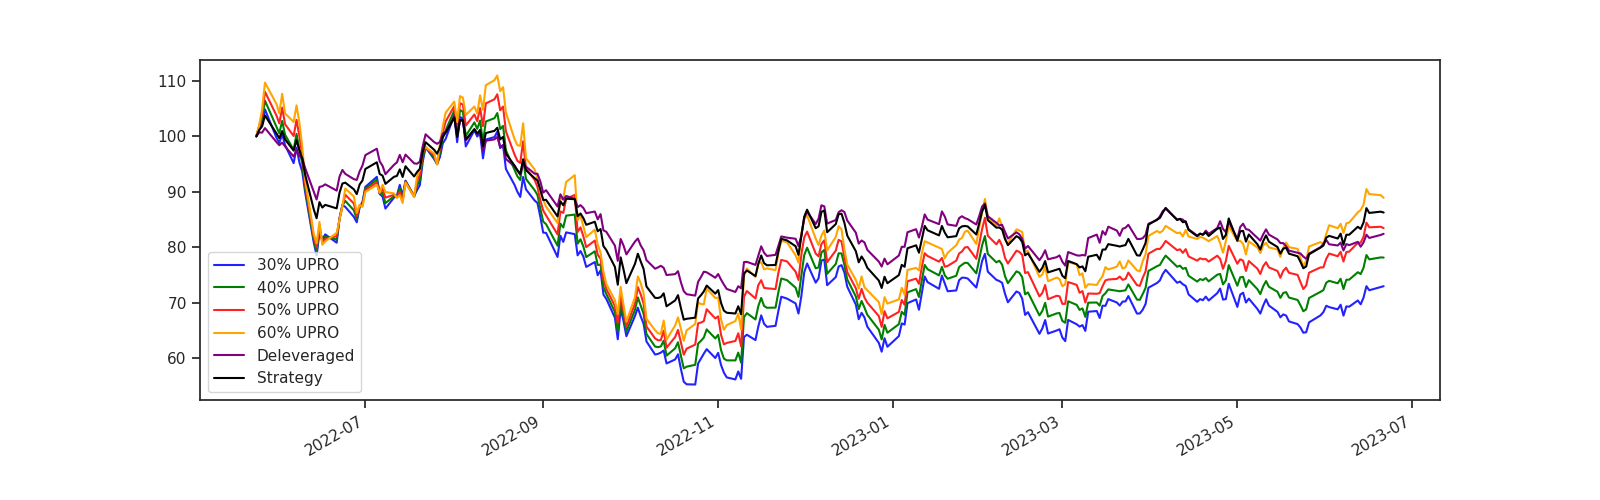 110
100
90
80
70
60
30% UPRO
40% UPRO
50% UPRO
60% UPRO
Deleveraged
Strategy
2022-07
2022-09
2022-11
2023-01
2023-03
2023-05
2023-07